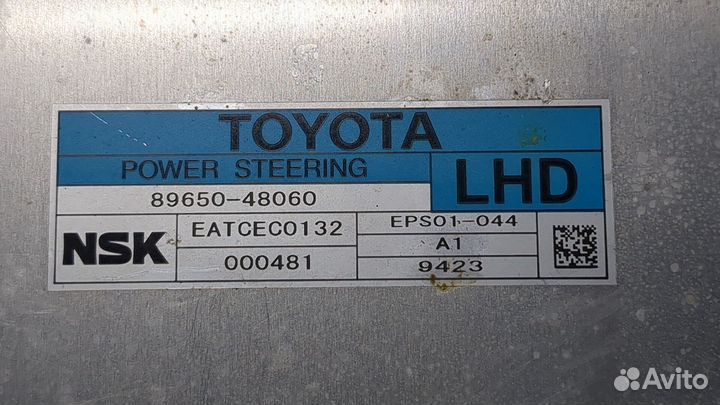 TOYOTA
POWER STEERING
LHD
89650-48060
NSK
EATCEC0132
EPS01-044
A1
000481
9423
Avito